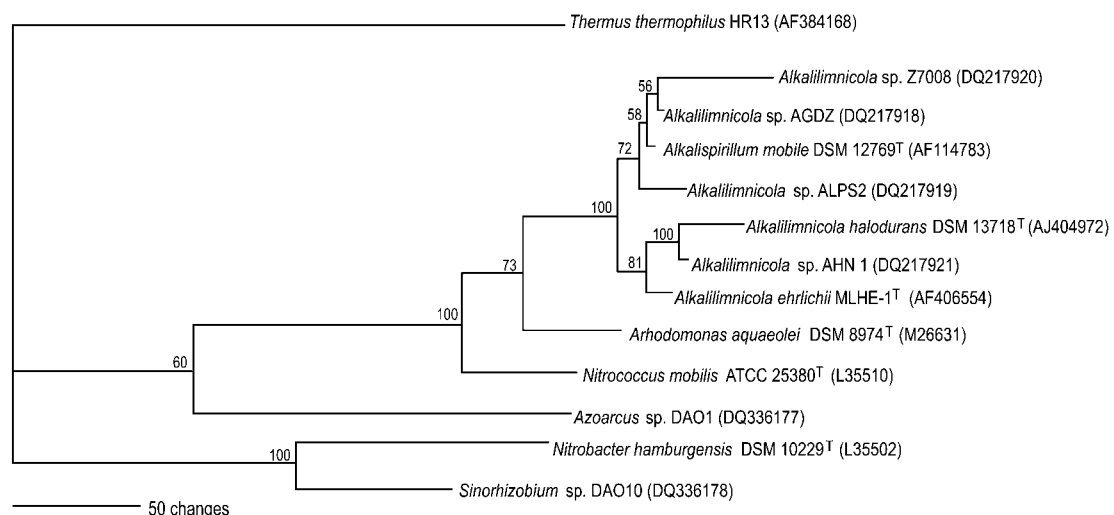 Thermus thermophilus HR13 (AF384168)
Alkalilimnicola sp. Z7008 (DQ217920)
56
Alkalilimnicola sp. AGDZ (DQ217918)
58
Alkalispirillum mobile DSM 12769T (AF114783)
72
Alkalilimnicola sp. ALPS2 (DQ217919)
100
Alkalilimnicola halodurans DSM 13718T (AJ404972)
100
Alkalilimnicola sp. AHN 1 (DQ217921)
81
Alkalilimnicola ehrlichii MLHE-1T (AF406554)
73
Arhodomonas aquaeolei DSM 8974T (M26631)
100
Nitrococcus mobilis ATCC 25380T (L35510)
60
Azoarcus sp. DAO1 (DQ336177)
Nitrobacter hamburgensis DSM 10229T (L35502)
100
Sinorhizobium sp. DAO10 (DQ336178)
50 changes